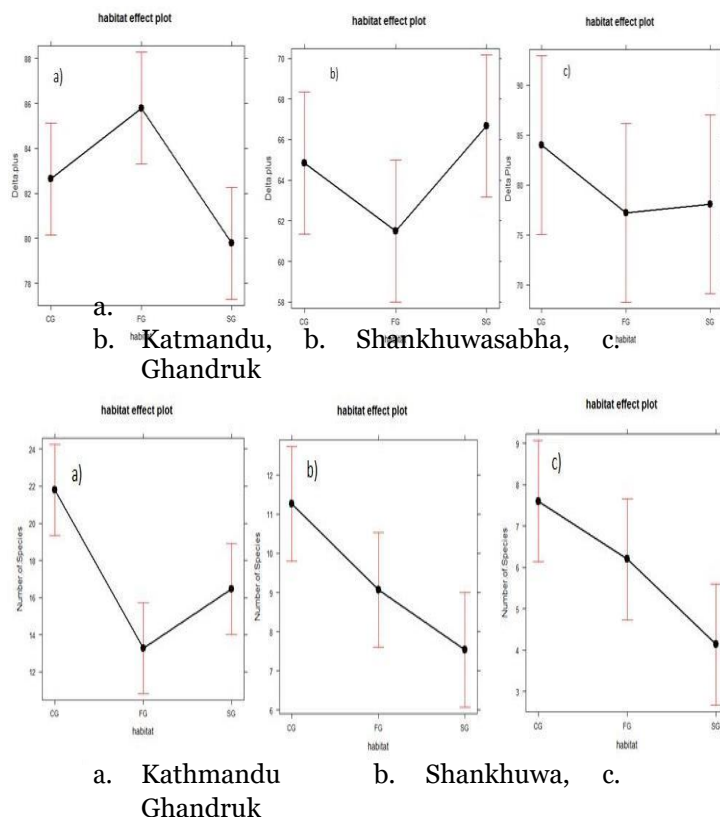 habitat effect plot habitat effect plot habitat effect plot
a) b) c)
88
86
84
82
80
78
Delta.plus
CG FG SG
habitat
70
68
66
64
62
60
58
Delta.plus
CG FG SG
habitat
90
85
80
75
70
Delta.Plus
CG FG SG
habitat
a.
b. Katmandu, b. Shankhuwasabha, c.
Ghandruk
habitat effect plot habitat effect plot habitat effect plot
a) b) c)
24
22
20
18
16
14
12
Number.of.Species
CG FG SG
habitat
12
11
10
9
8
7
6
Number.of.Species
CG FG SG
habitat
9
8
7
6
5
4
3
Number.of.Species
CG FG SG
habitat
a. Kathmandu b. Shankhuwa, c.
Ghandruk